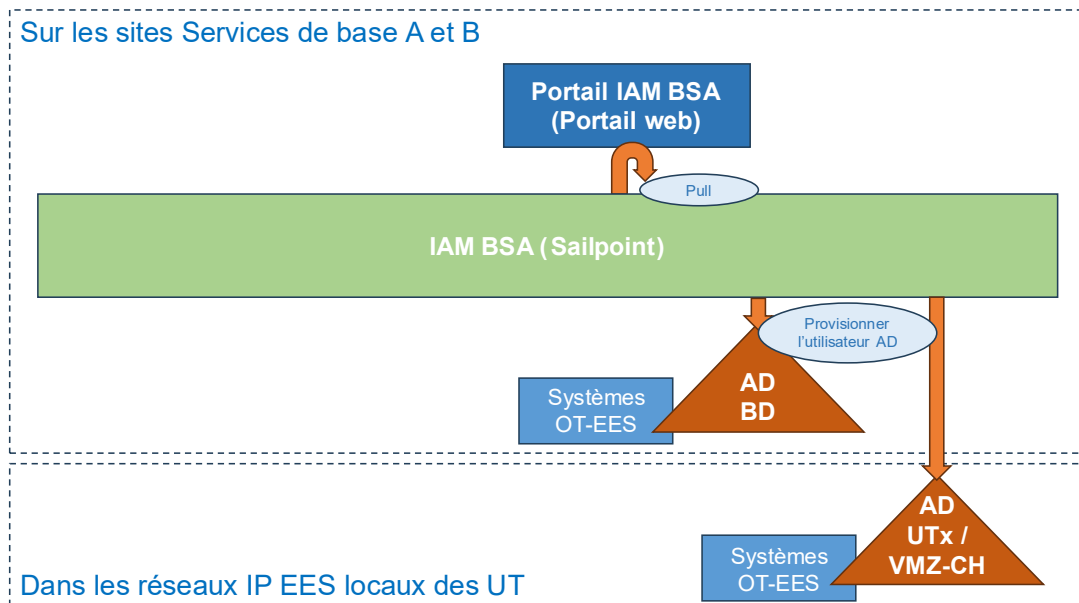 Sur les sites Services de base A et B
Portail IAM BSA
(Portail web)
Pull
IAM BSA (Sailpoint)
Provisionner
l'utilisateur AD
Systèmes
OT-EES
AD
BD
AD
UTx /
VMZ-CH
Systèmes
OT-EES
Dans les réseaux IP EES locaux des UT